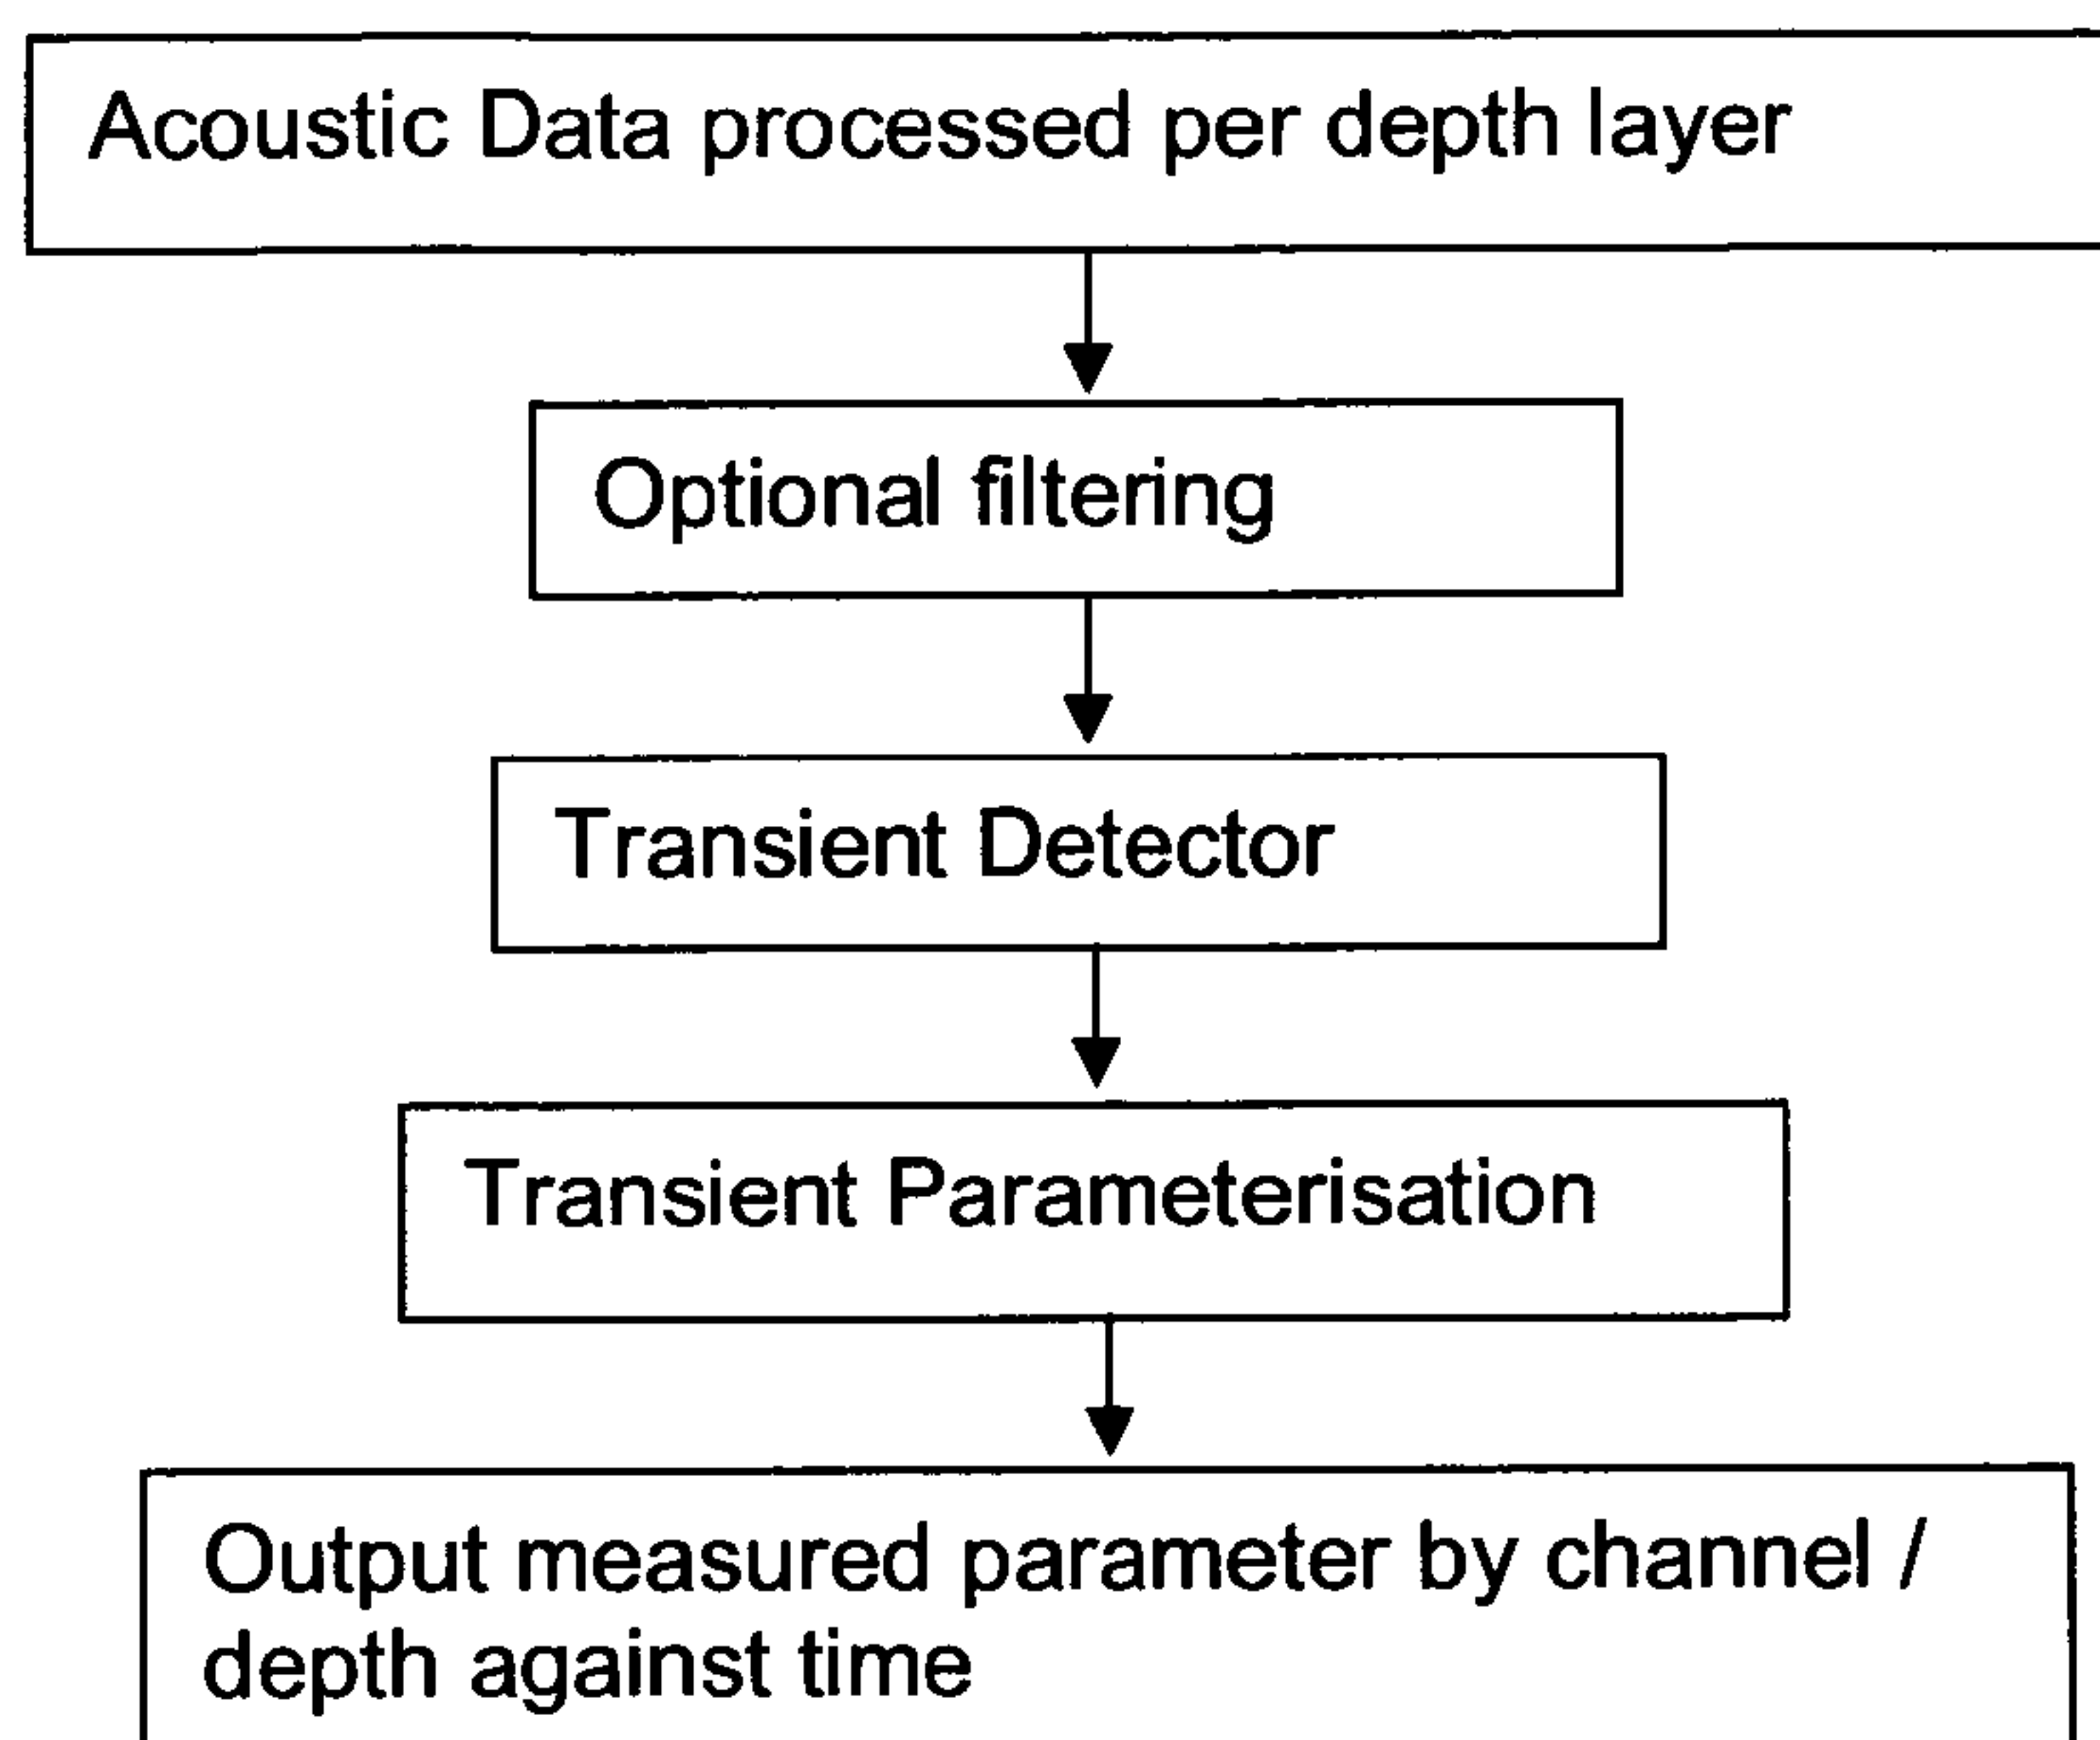 Acoustic Data processed per depth layer
Optional filtering
Transient Detector
Transient Parameterisation
Output measured parameter by channel /
depth against time